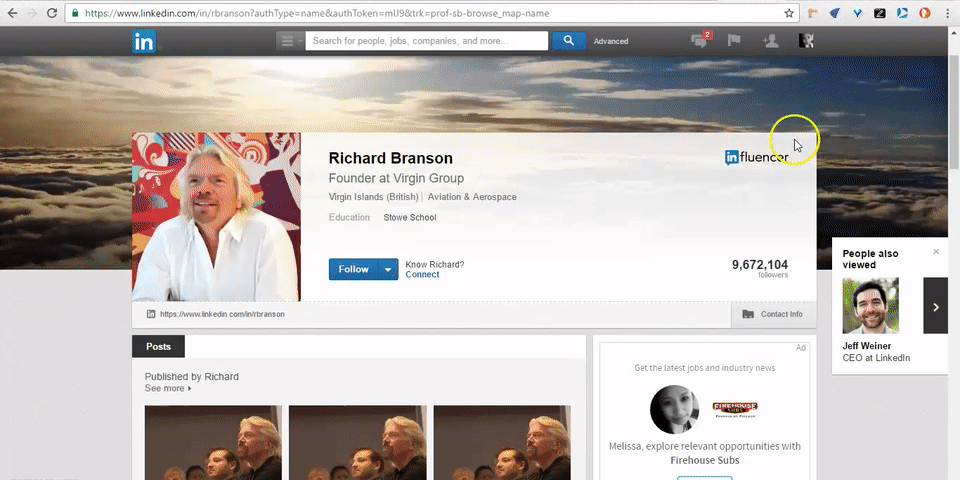 https://www.linkedin.com/in/rbranson?authType=name&authToken=mIJ9&trk=prof-sb-browse_map-name
in
Search for people, jobs, companies, and more...
Advanced
2
Richard Branson
influencer
Founder at Virgin Group
Virgin Islands (British) | Aviation & Aerospace
Education Stowe School
Follow
Know Richard?
Connect
9,672,104
followers
in https://www.linkedin.com/in/rbranson
Contact Info
People also
viewed
×
Jeff Weiner
CEO at LinkedIn
Posts
Published by Richard
See more
Ad
Get the latest jobs and industry news
FIREHOUSE
SUBS
Melissa, explore relevant opportunities with
Firehouse Subs